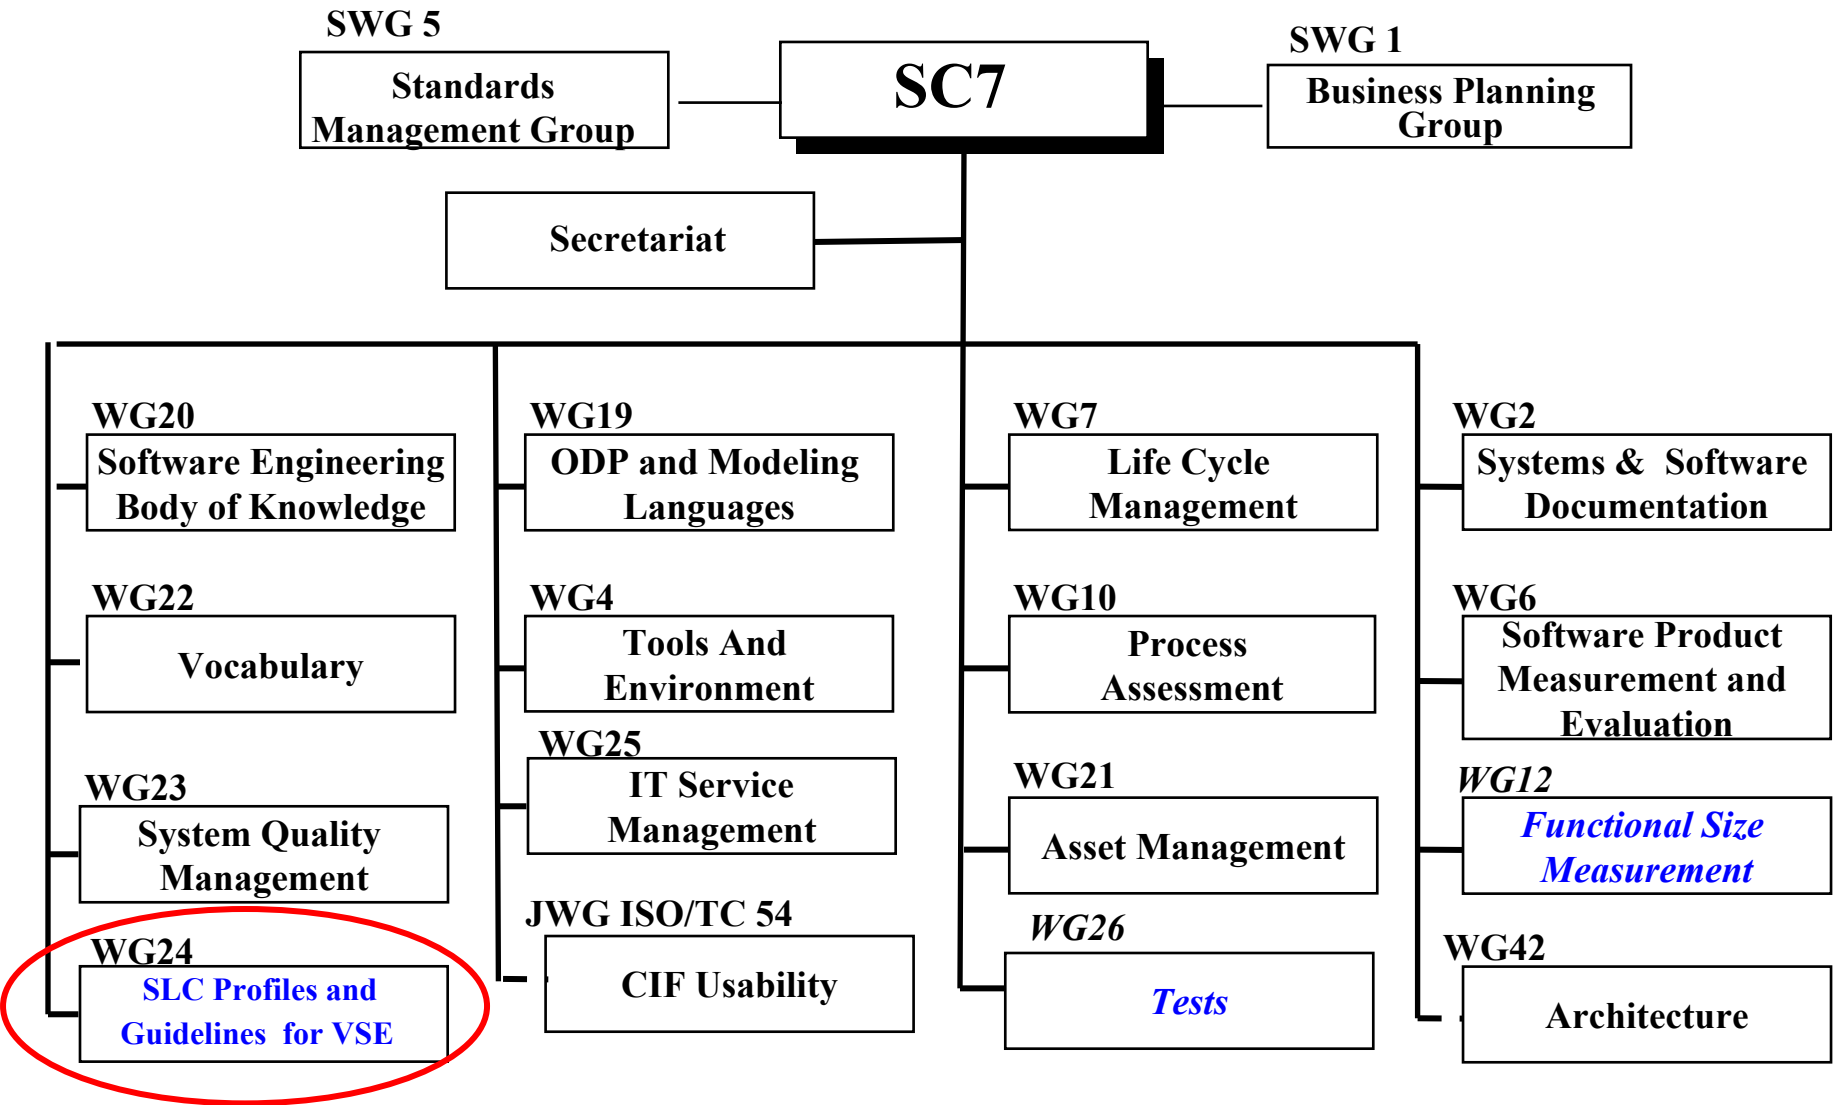 SWG 5
Standards
Management Group
SC7
SWG 1
Business Planning
Group
Secretariat
WG20
Software Engineering
Body of Knowledge
WG19
ODP and Modeling
Languages
WG7
Life Cycle
Management
WG2
Systems & Software
Documentation
WG22
Vocabulary
WG4
Tools And
Environment
WG10
Process
Assessment
WG6
Software Product
Measurement and
Evaluation
WG23
System Quality
Management
WG25
IT Service
Management
WG21
Asset Management
WG12
Functional Size
Measurement
WG24
SLC Profiles and
Guidelines for VSE
JWG ISO/TC 54
CIF Usability
WG26
Tests
WG42
Architecture